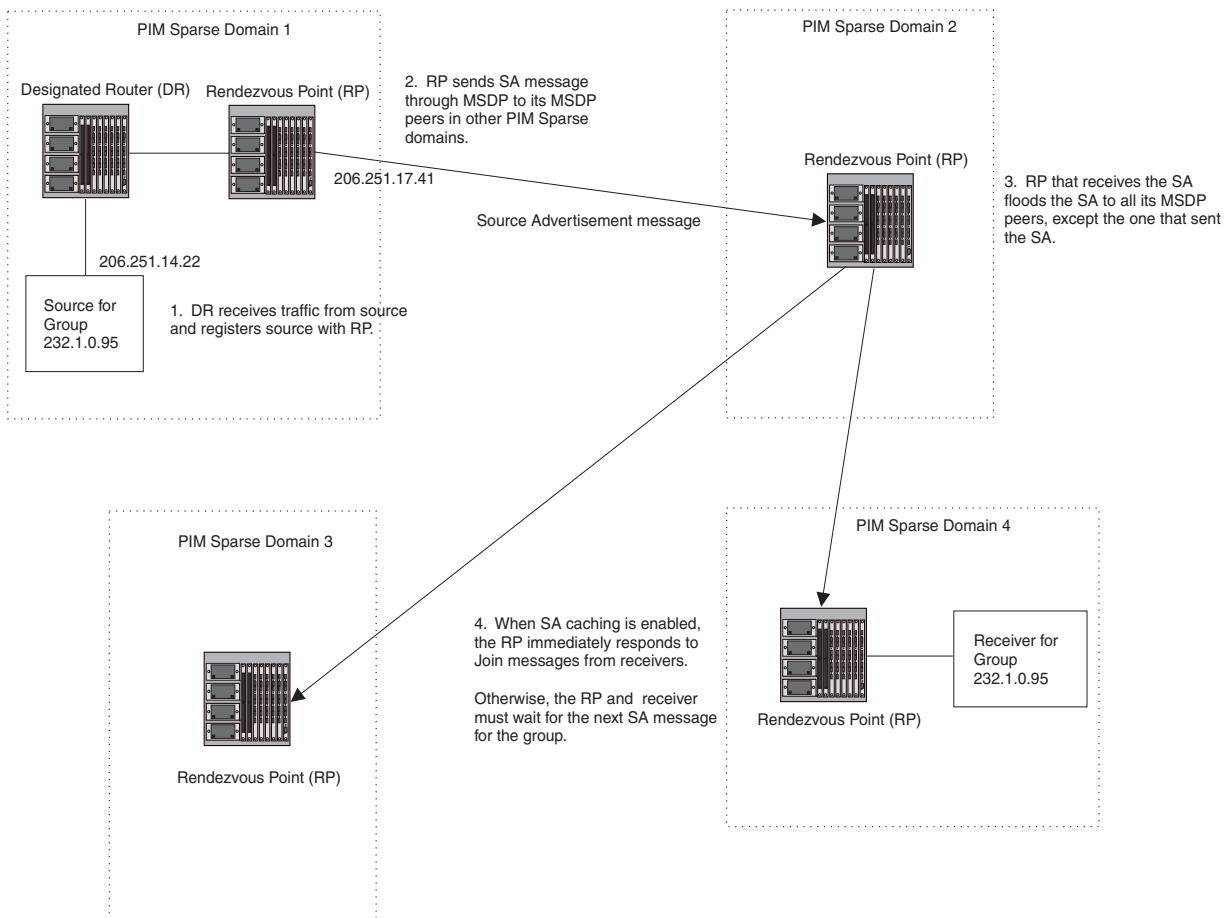 PIM Sparse Domain 1
Designated Router (DR)
Rendezvous Point (RP)
206.251.17.41
206.251.14.22
Source for
Group
232.1.0.95
1.  DR receives traffic from source
and registers source with RP.
2.  RP sends SA message
through MSDP to its MSDP
peers in other PIM Sparse
domains.
Source Advertisement message
PIM Sparse Domain 2
Rendezvous Point (RP)
3.  RP that receives the SA
floods the SA to all its MSDP
peers, except the one that sent
the SA.
PIM Sparse Domain 3
Rendezvous Point (RP)
4.  When SA caching is enabled,
the RP immediately responds to
Join messages from receivers.
Otherwise, the RP and  receiver
must wait for the next SA message
for the group.
PIM Sparse Domain 4
Rendezvous Point (RP)
Receiver for
Group
232.1.0.95